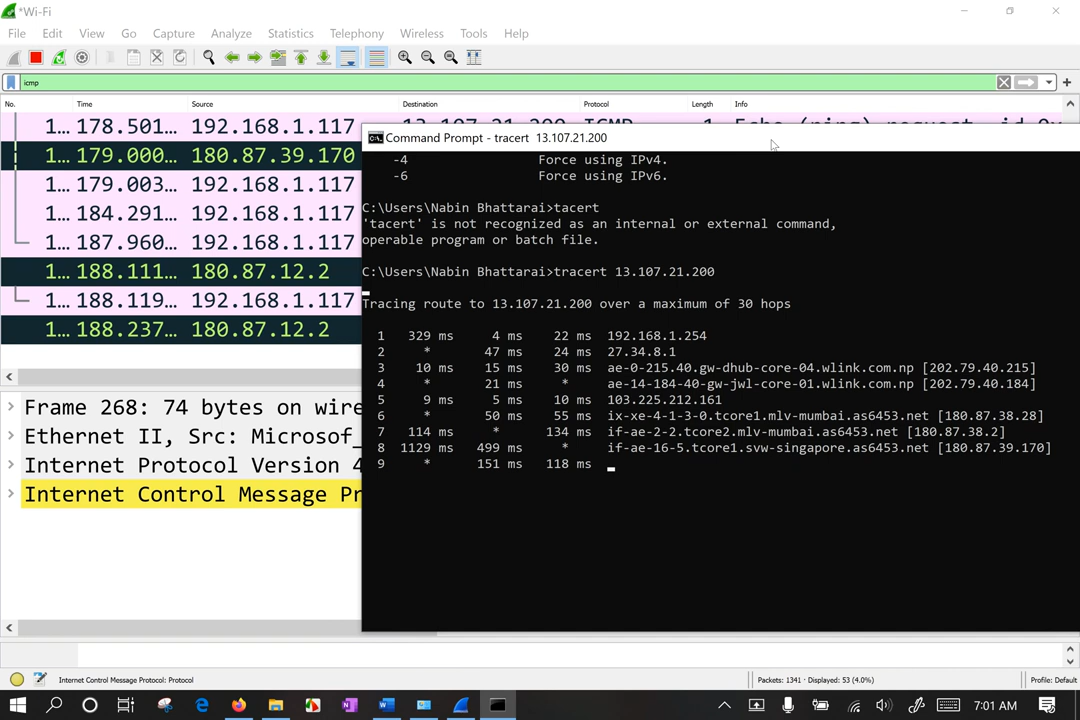 *Wi-Fi
File Edit View Go Capture Analyze Statistics Telephony Wireless Tools Help
icmp
No. Time Source Destination Protocol Length Info
1… 178.501… 192.168.1.117 13.107.21.200 ICMP 1… Echo (ping) request, id 0x
1… 179.000… 180.87.39.170
1… 179.003… 192.168.1.117
1… 184.291… 192.168.1.117
1… 187.960… 192.168.1.117
1… 188.111… 180.87.12.2
1… 188.119… 192.168.1.117
1… 188.237… 180.87.12.2
Frame 268: 74 bytes on wire
Ethernet II, Src: Microsof_
Internet Protocol Version 4
Internet Control Message Pr
Command Prompt - tracert 13.107.21.200
-4 Force using IPv4.
-6 Force using IPv6.
C:\Users\Nabin Bhattarai>tacert
'tacert' is not recognized as an internal or external command,
operable program or batch file.
C:\Users\Nabin Bhattarai>tracert 13.107.21.200
Tracing route to 13.107.21.200 over a maximum of 30 hops
1 329 ms 4 ms 22 ms 192.168.1.254
2 * 47 ms 24 ms 27.34.8.1
3 10 ms 15 ms 30 ms ae-0-215.40.gw-dhub-core-04.wlink.com.np [202.79.40.215]
4 * 21 ms * ae-14-184-40-gw-jwl-core-01.wlink.com.np [202.79.40.184]
5 9 ms 5 ms 10 ms 103.225.212.161
6 * 50 ms 55 ms ix-xe-4-1-3-0.tcore1.mlv-mumbai.as6453.net [180.87.38.28]
7 114 ms * 134 ms if-ae-2-2.tcore2.mlv-mumbai.as6453.net [180.87.38.2]
8 1129 ms 499 ms * if-ae-16-5.tcore1.svw-singapore.as6453.net [180.87.39.170]
9 * 151 ms 118 ms
Internet Control Message Protocol: Protocol
Packets: 1341 · Displayed: 53 (4.0%)
Profile: Default
7:01 AM